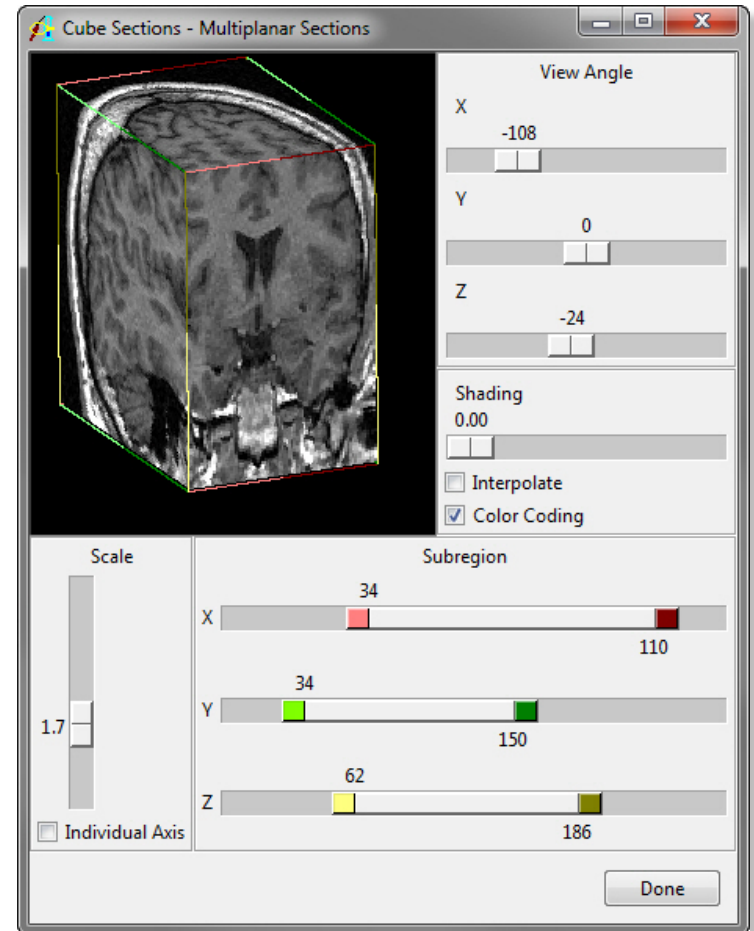 Cube Sections - Multiplanar Sections
View Angle
X
-108
Y
0
Z
-24
Shading
0.00
Interpolate
Color Coding
Scale
1.7
Individual Axis
Subregion
34
X
110
34
Y
150
62
Z
186
Done